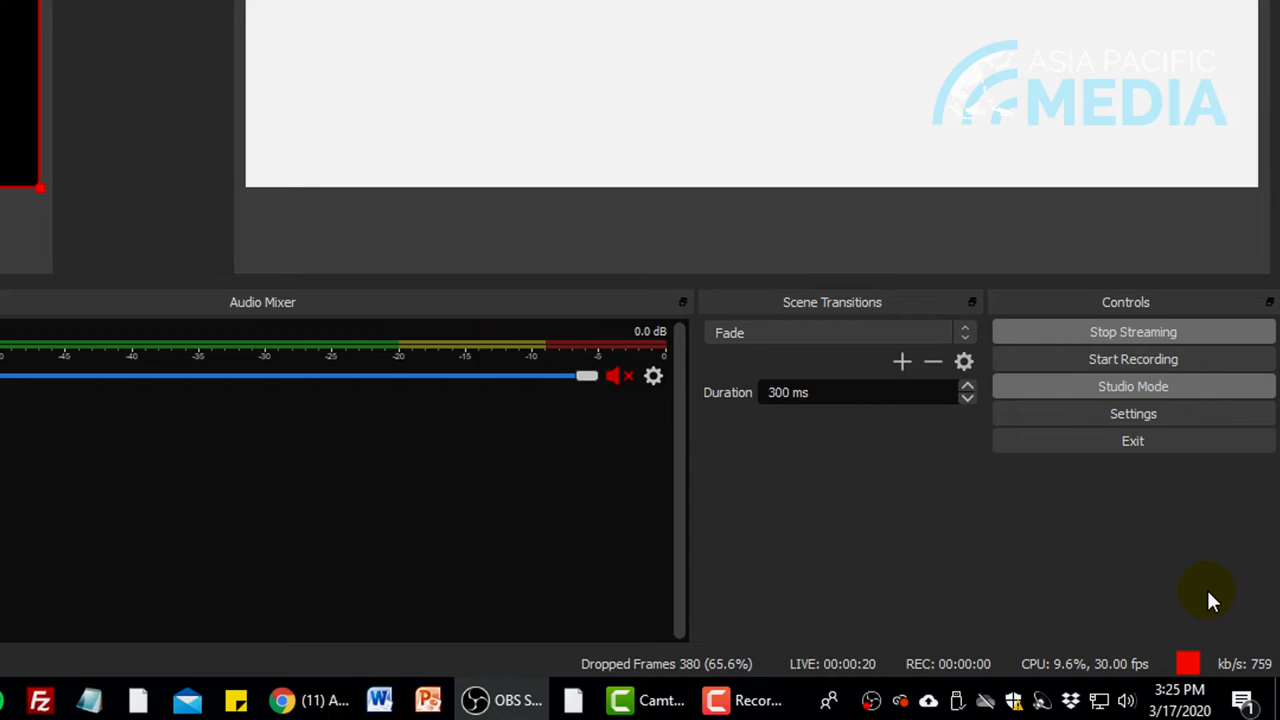 ASIA PACIFIC
MEDIA
Audio Mixer
Scene Transitions
Controls
0.0 dB
-45 -40 -35 -30 -25 -20 -15 -10 -5 0
Fade
Duration 300 ms
Stop Streaming
Start Recording
Studio Mode
Settings
Exit
Dropped Frames 380 (65.6%) LIVE: 00:00:20 REC: 00:00:00 CPU: 9.6%, 30.00 fps kb/s: 759
(11) A... OBS S... Camt... Recor...
3:25 PM
3/17/2020
1